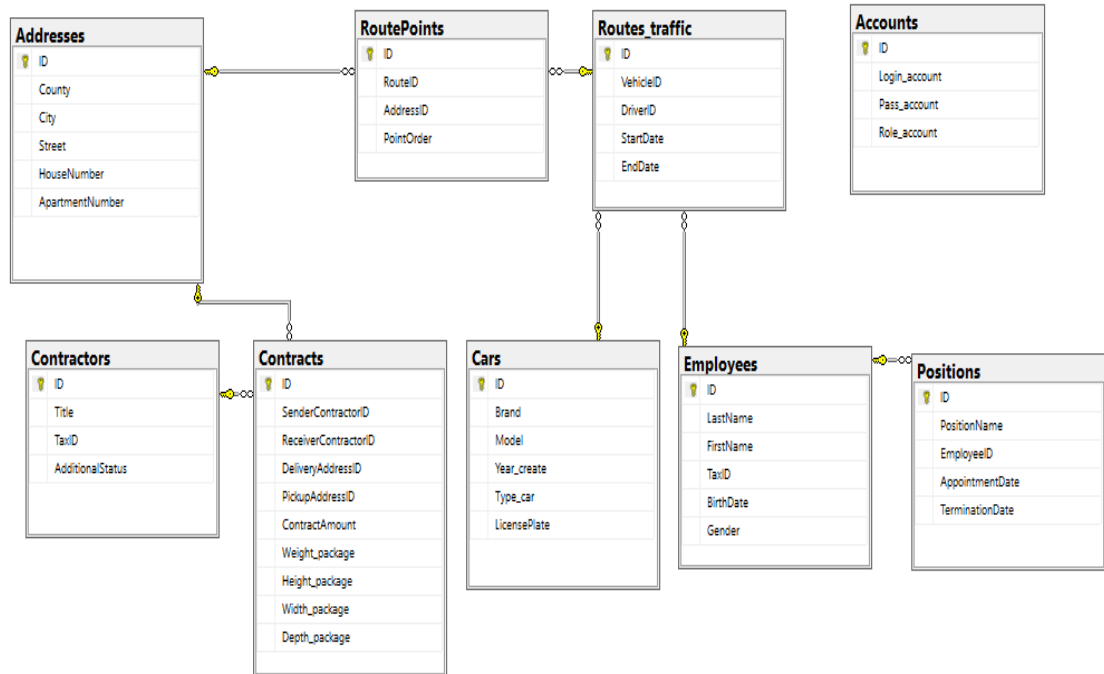 Addresses
ID
County
City
Street
HouseNumber
ApartmentNumber
RoutePoints
ID
RouteID
AddressID
PointOrder
Routes_traffic
ID
VehicleID
DriverID
StartDate
EndDate
Accounts
ID
Login_account
Pass_account
Role_account
Contractors
ID
Title
TaxID
AdditionalStatus
Contracts
ID
SenderContractorID
ReceiverContractorID
DeliveryAddressID
PickupAddressID
ContractAmount
Weight_package
Height_package
Width_package
Depth_package
Cars
ID
Brand
Model
Year_create
Type_car
LicensePlate
Employees
ID
LastName
FirstName
TaxID
BirthDate
Gender
Positions
ID
PositionName
EmployeeID
AppointmentDate
TerminationDate